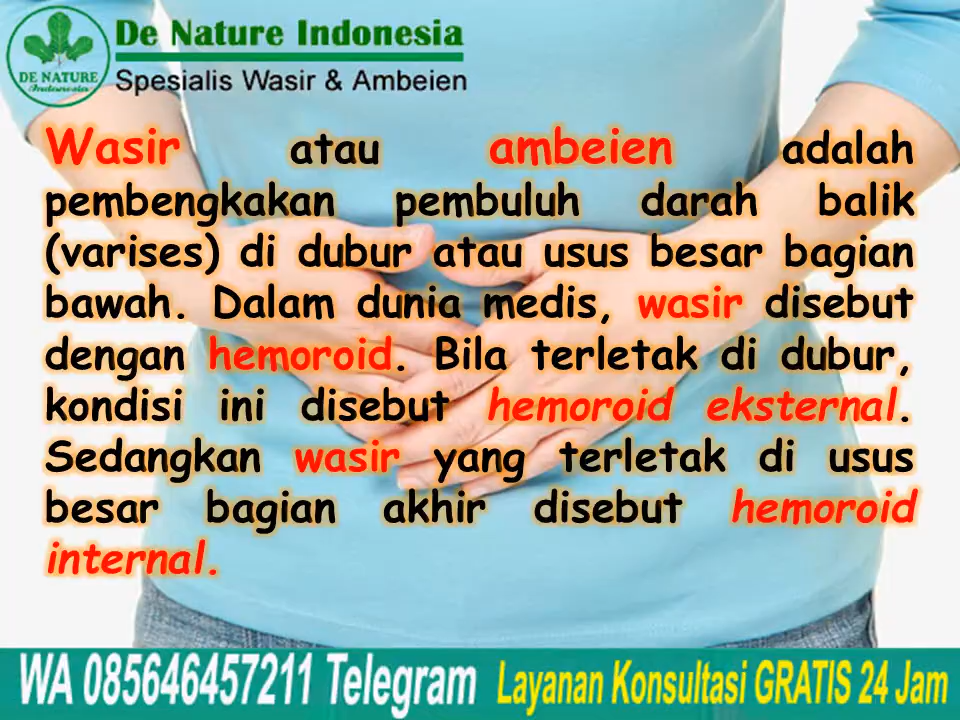 De Nature Indonesia
DE NATURE
Indonesia
Spesialis Wasir & Ambeien
Wasir atau ambeien adalah
pembengkakan pembuluh darah balik
(varises) di dubur atau usus besar bagian
bawah. Dalam dunia medis, wasir disebut
dengan hemoroid. Bila terletak di dubur,
kondisi ini disebut hemoroid eksternal.
Sedangkan wasir yang terletak di usus
besar bagian akhir disebut hemoroid
internal.
WA 085646457211 Telegram Layanan Konsultasi GRATIS 24 Jam